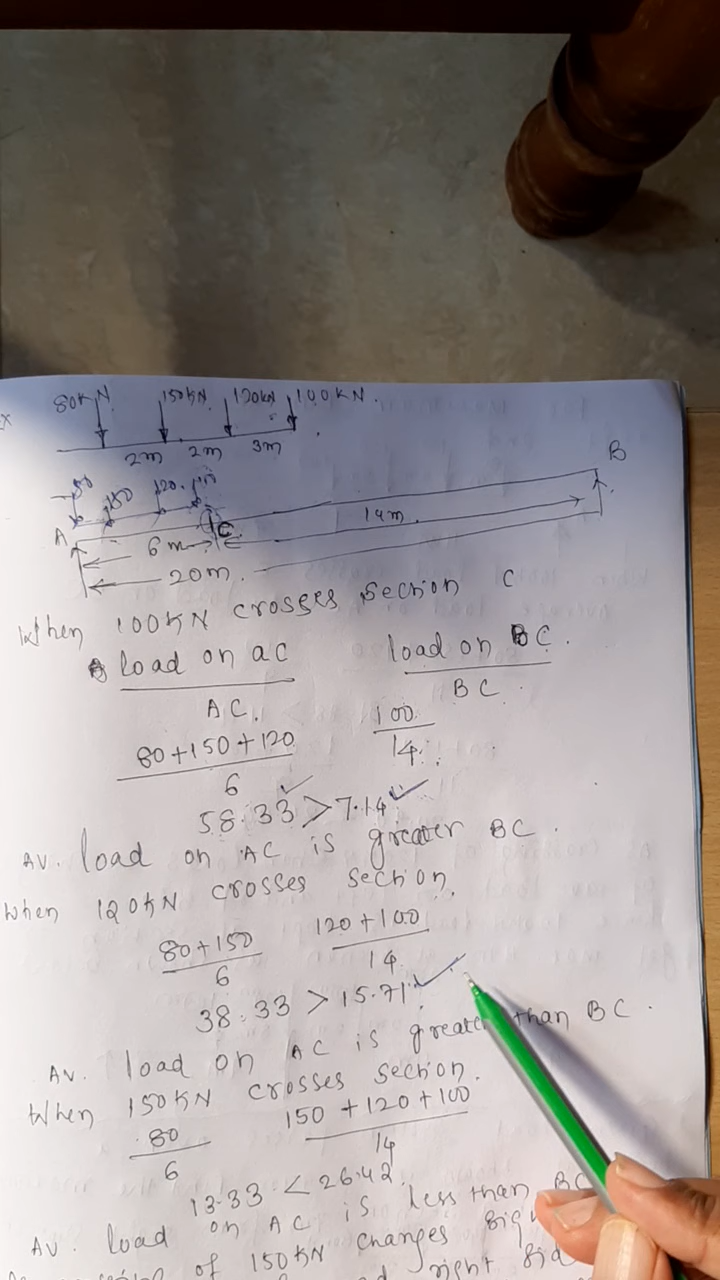 80KN 150KN 120KN 100KN.
2m 2m 3m
80 150 120.
B
A C 14m.
6m
20m.
When 100KN crosses section C
load on aC load on BC.
AC. BC.
80+150+120 100
6 14.
58.33 > 7.14
Av. load on AC is greater BC.
When 120KN crosses section.
80+150 120+100
6 14
38.33 > 15.71
Av. load on AC is greater than BC.
When 150KN crosses section.
80 150+120+100
6 14
13.33 < 26.42.
Av. load on AC is less than BC
of 150KN changes
right